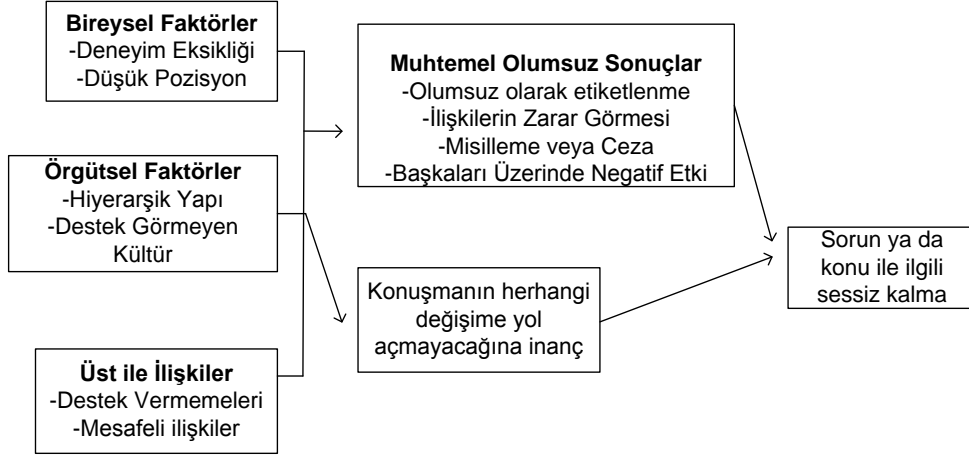 Bireysel Faktörler
-Deneyim Eksikliği
-Düşük Pozisyon
Örgütsel Faktörler
-Hiyerarşik Yapı
-Destek Görmeyen
Kültür
Üst ile İlişkiler
-Destek Vermemeleri
-Mesafeli ilişkiler
Muhtemel Olumsuz Sonuçlar
-Olumsuz olarak etiketlenme
-İlişkilerin Zarar Görmesi
-Misilleme veya Ceza
-Başkaları Üzerinde Negatif Etki
Konuşmanın herhangi
değişime yol
açmayacağına inanç
Sorun ya da
konu ile ilgili
sessiz kalma